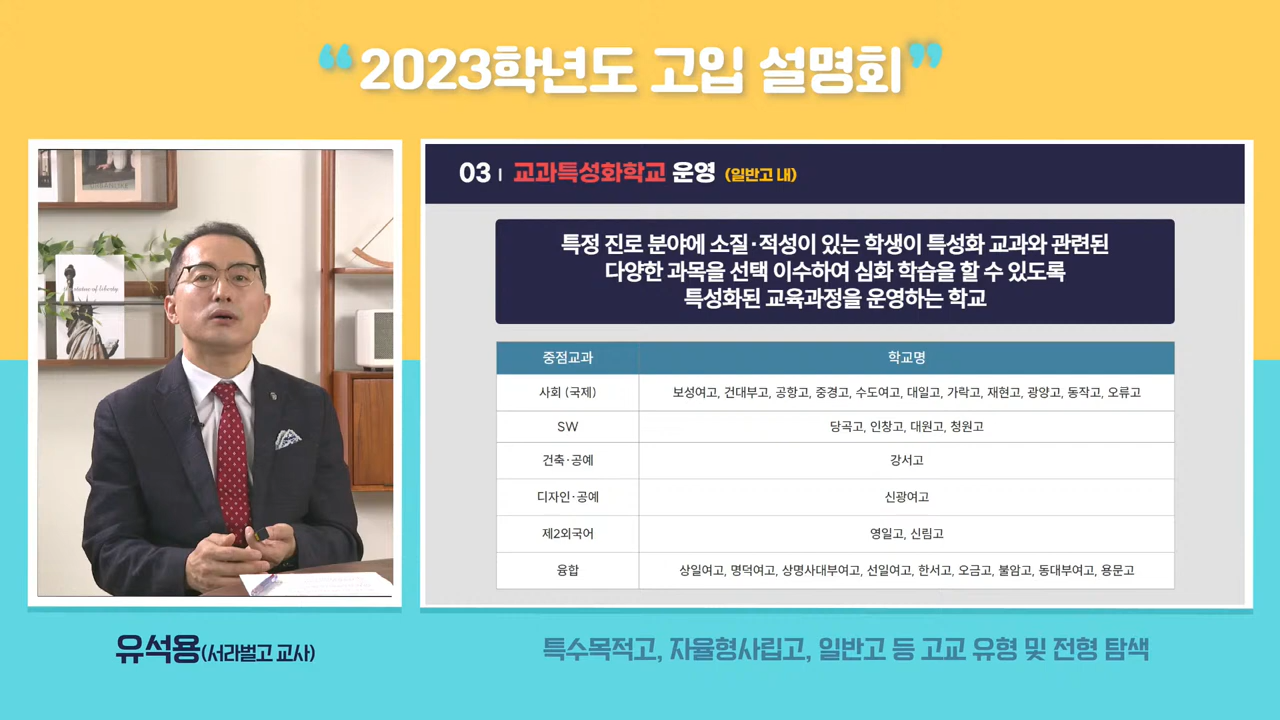 “2023학년도 고입 설명회”
the statue of liberty
03 | 교과특성화학교 운영 (일반고 내)
특정 진로 분야에 소질·적성이 있는 학생이 특성화 교과와 관련된
다양한 과목을 선택 이수하여 심화 학습을 할 수 있도록
특성화된 교육과정을 운영하는 학교
중점교과 학교명
사회 (국제) 보성여고, 건대부고, 공항고, 중경고, 수도여고, 대일고, 가락고, 재현고, 광양고, 동작고, 오류고
SW 당곡고, 인창고, 대원고, 청원고
건축·공예 강서고
디자인·공예 신광여고
제2외국어 영일고, 신림고
융합 상일여고, 명덕여고, 상명사대부여고, 선일여고, 한서고, 오금고, 불암고, 동대부여고, 용문고
유석용(서라벌고 교사)
특수목적고, 자율형사립고, 일반고 등 고교 유형 및 전형 탐색